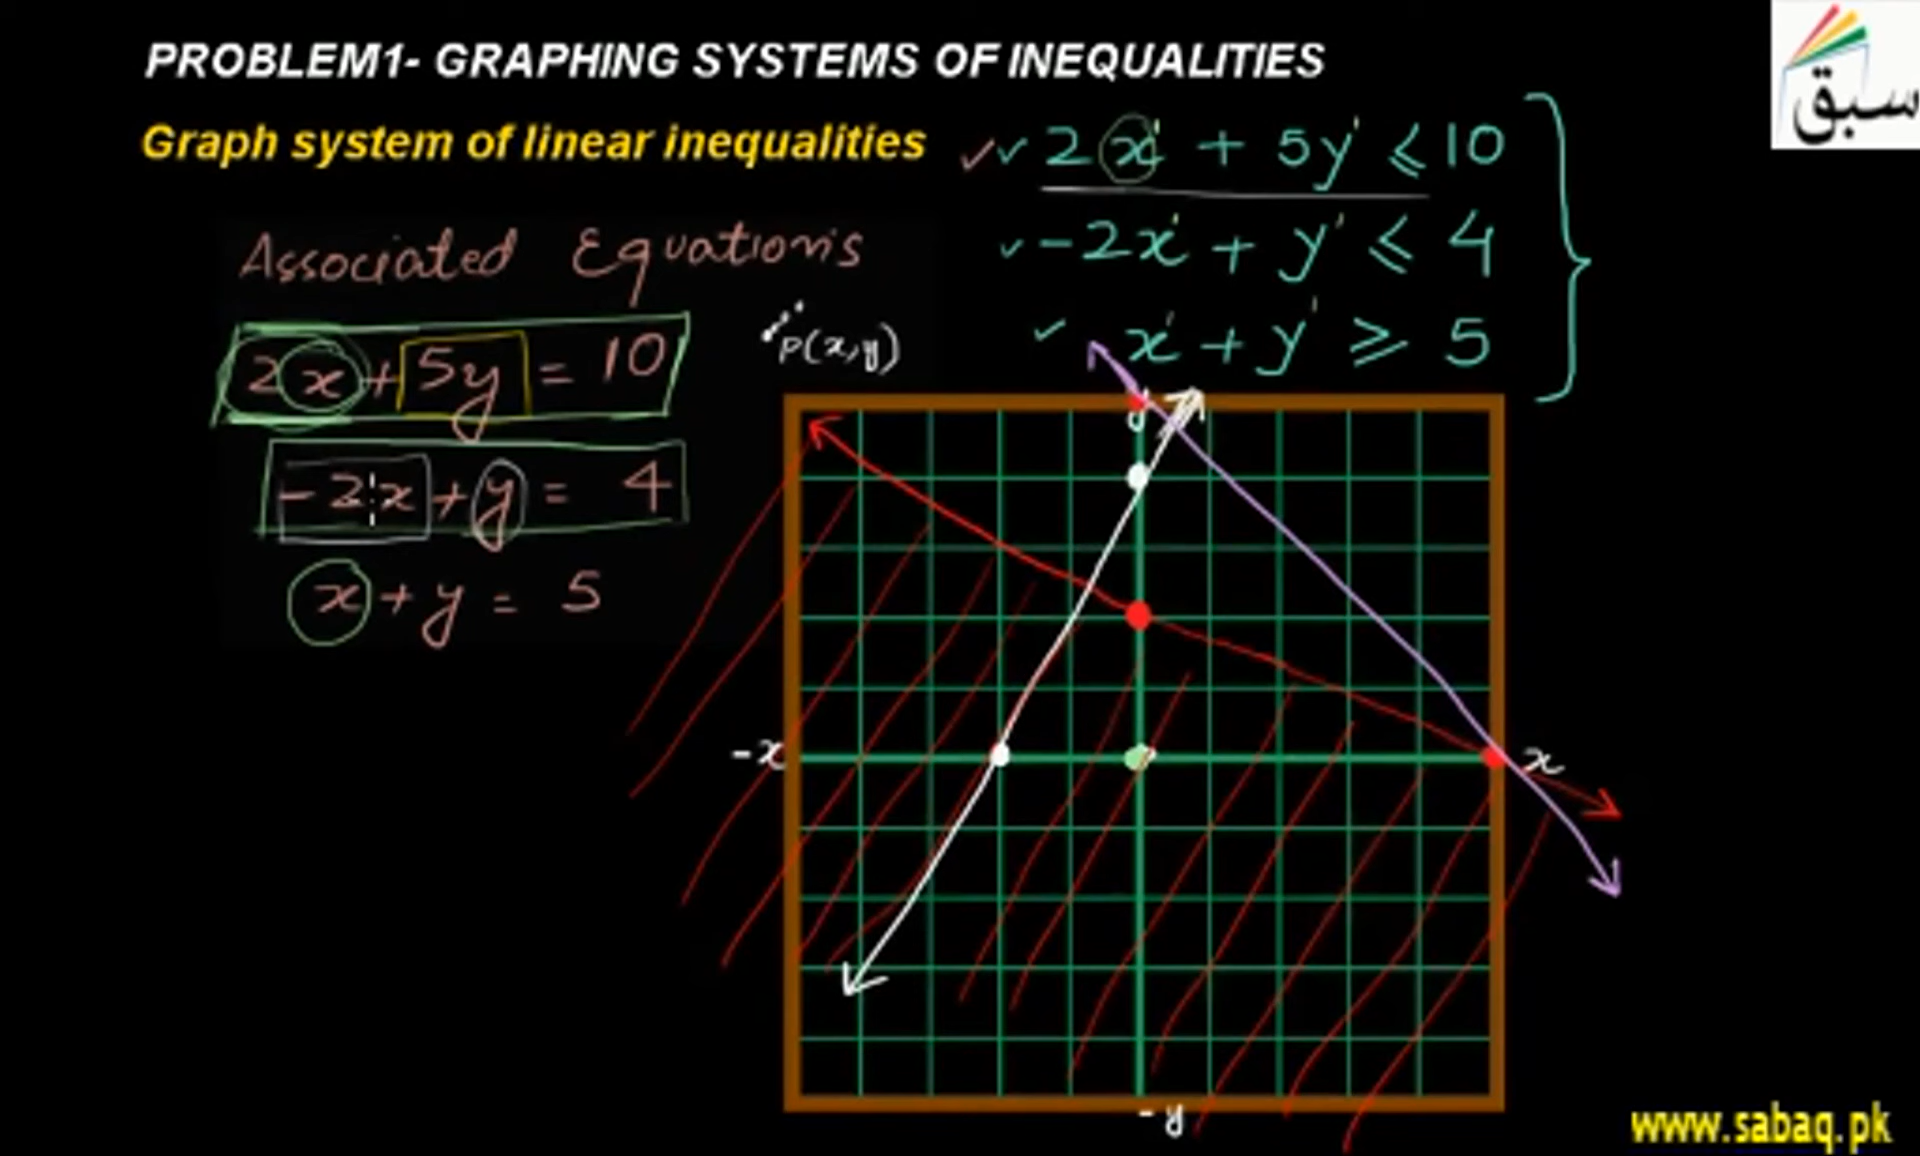 PROBLEM1- GRAPHING SYSTEMS OF INEQUALITIES
سبق
Graph system of linear inequalities
2x' + 5y' ⩽ 10
-2x' + y' ⩽ 4
x' + y' ⩾ 5
Associated Equations
2x + 5y = 10
-2x + y = 4
x + y = 5
P(x,y)
y
-x
x
-y
www.sabaq.pk